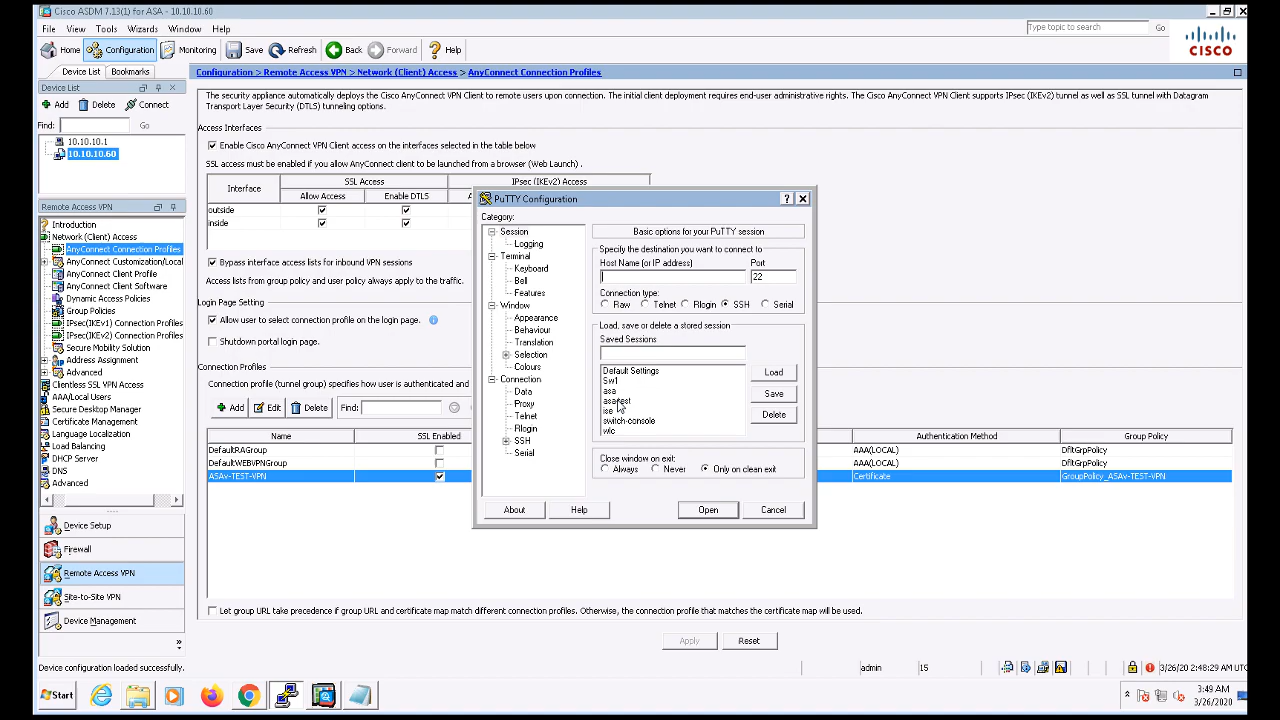 Cisco ASDM 7.13(1) for ASA - 10.10.10.60
File View Tools Wizards Window Help
Type topic to search Go
Home Configuration Monitoring Save Refresh Back Forward Help
CISCO
Device List Bookmarks
Configuration > Remote Access VPN > Network (Client) Access > AnyConnect Connection Profiles
Device List
Add Delete Connect
Find: Go
10.10.10.1
10.10.10.60
Remote Access VPN
Introduction
Network (Client) Access
AnyConnect Connection Profiles
AnyConnect Customization/Local
AnyConnect Client Profile
AnyConnect Client Software
Dynamic Access Policies
Group Policies
IPsec(IKEv1) Connection Profiles
IPsec(IKEv2) Connection Profiles
Secure Mobility Solution
Address Assignment
Advanced
Clientless SSL VPN Access
AAA/Local Users
Secure Desktop Manager
Certificate Management
Language Localization
Load Balancing
DHCP Server
DNS
Advanced
Device Setup
Firewall
Remote Access VPN
Site-to-Site VPN
Device Management
The security appliance automatically deploys the Cisco AnyConnect VPN Client to remote users upon connection. The initial client deployment requires end-user administrative rights. The Cisco AnyConnect VPN Client supports IPsec (IKEv2) tunnel as well as SSL tunnel with Datagram
Transport Layer Security (DTLS) tunneling options.
Access Interfaces
Enable Cisco AnyConnect VPN Client access on the interfaces selected in the table below
SSL access must be enabled if you allow AnyConnect client to be launched from a browser (Web Launch) .
Interface SSL Access IPsec (IKEv2) Access
Allow Access Enable DTLS
outside
inside
Bypass interface access lists for inbound VPN sessions
Access lists from group policy and user policy always apply to the traffic.
Login Page Setting
Allow user to select connection profile on the login page.
Shutdown portal login page.
Connection Profiles
Connection profile (tunnel group) specifies how user is authenticated and
Add Edit Delete Find:
Name SSL Enabled Authentication Method Group Policy
DefaultRAGroup AAA(LOCAL) DfltGrpPolicy
DefaultWEBVPNGroup AAA(LOCAL) DfltGrpPolicy
ASAv-TEST-VPN Certificate GroupPolicy_ASAv-TEST-VPN
Let group URL take precedence if group URL and certificate map match different connection profiles. Otherwise, the connection profile that matches the certificate map will be used.
Apply Reset
PuTTY Configuration
Category:
Session
Logging
Terminal
Keyboard
Bell
Features
Window
Appearance
Behaviour
Translation
Selection
Colours
Connection
Data
Proxy
Telnet
Rlogin
SSH
Serial
Basic options for your PuTTY session
Specify the destination you want to connect to
Host Name (or IP address) Port
22
Connection type:
Raw Telnet Rlogin SSH Serial
Load, save or delete a stored session
Saved Sessions
Default Settings
Sw1
asa
ise
switch-console
wlc
Load
Save
Delete
Close window on exit:
Always Never Only on clean exit
About Help Open Cancel
Device configuration loaded successfully.
admin 15 3/26/20 2:48:29 AM UTC
Start
3:49 AM
3/26/2020